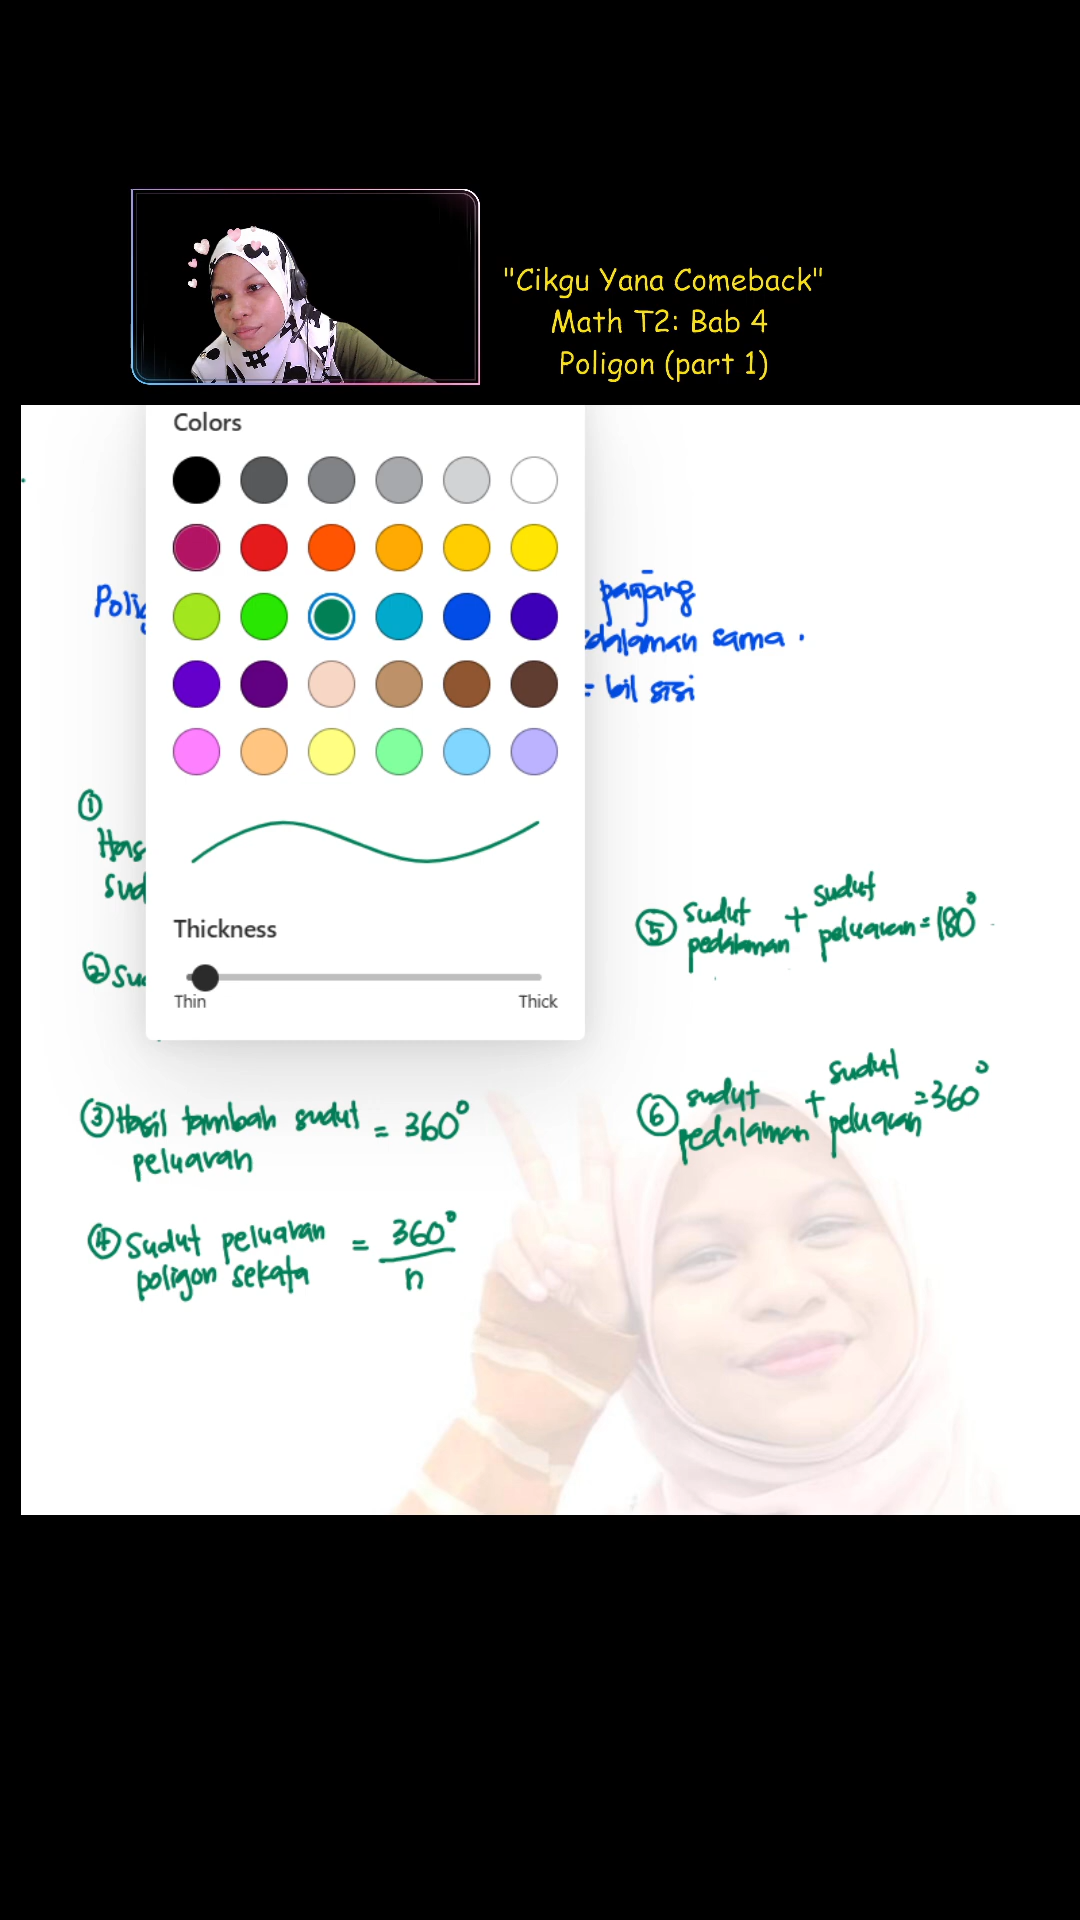 "Cikgu Yana Comeback"
Math T2: Bab 4
Poligon (part 1)
Colors
panjang
dalaman sama.
= bil sisi
①
②
Thickness
Thin Thick
③ Hasil tambah sudut = 360°
peluaran
④ Sudut peluaran = 360°
poligon sekata n
⑤ sudut + sudut
pedalaman peluaran = 180°
⑥ sudut + sudut = 360°
pedalaman peluaran